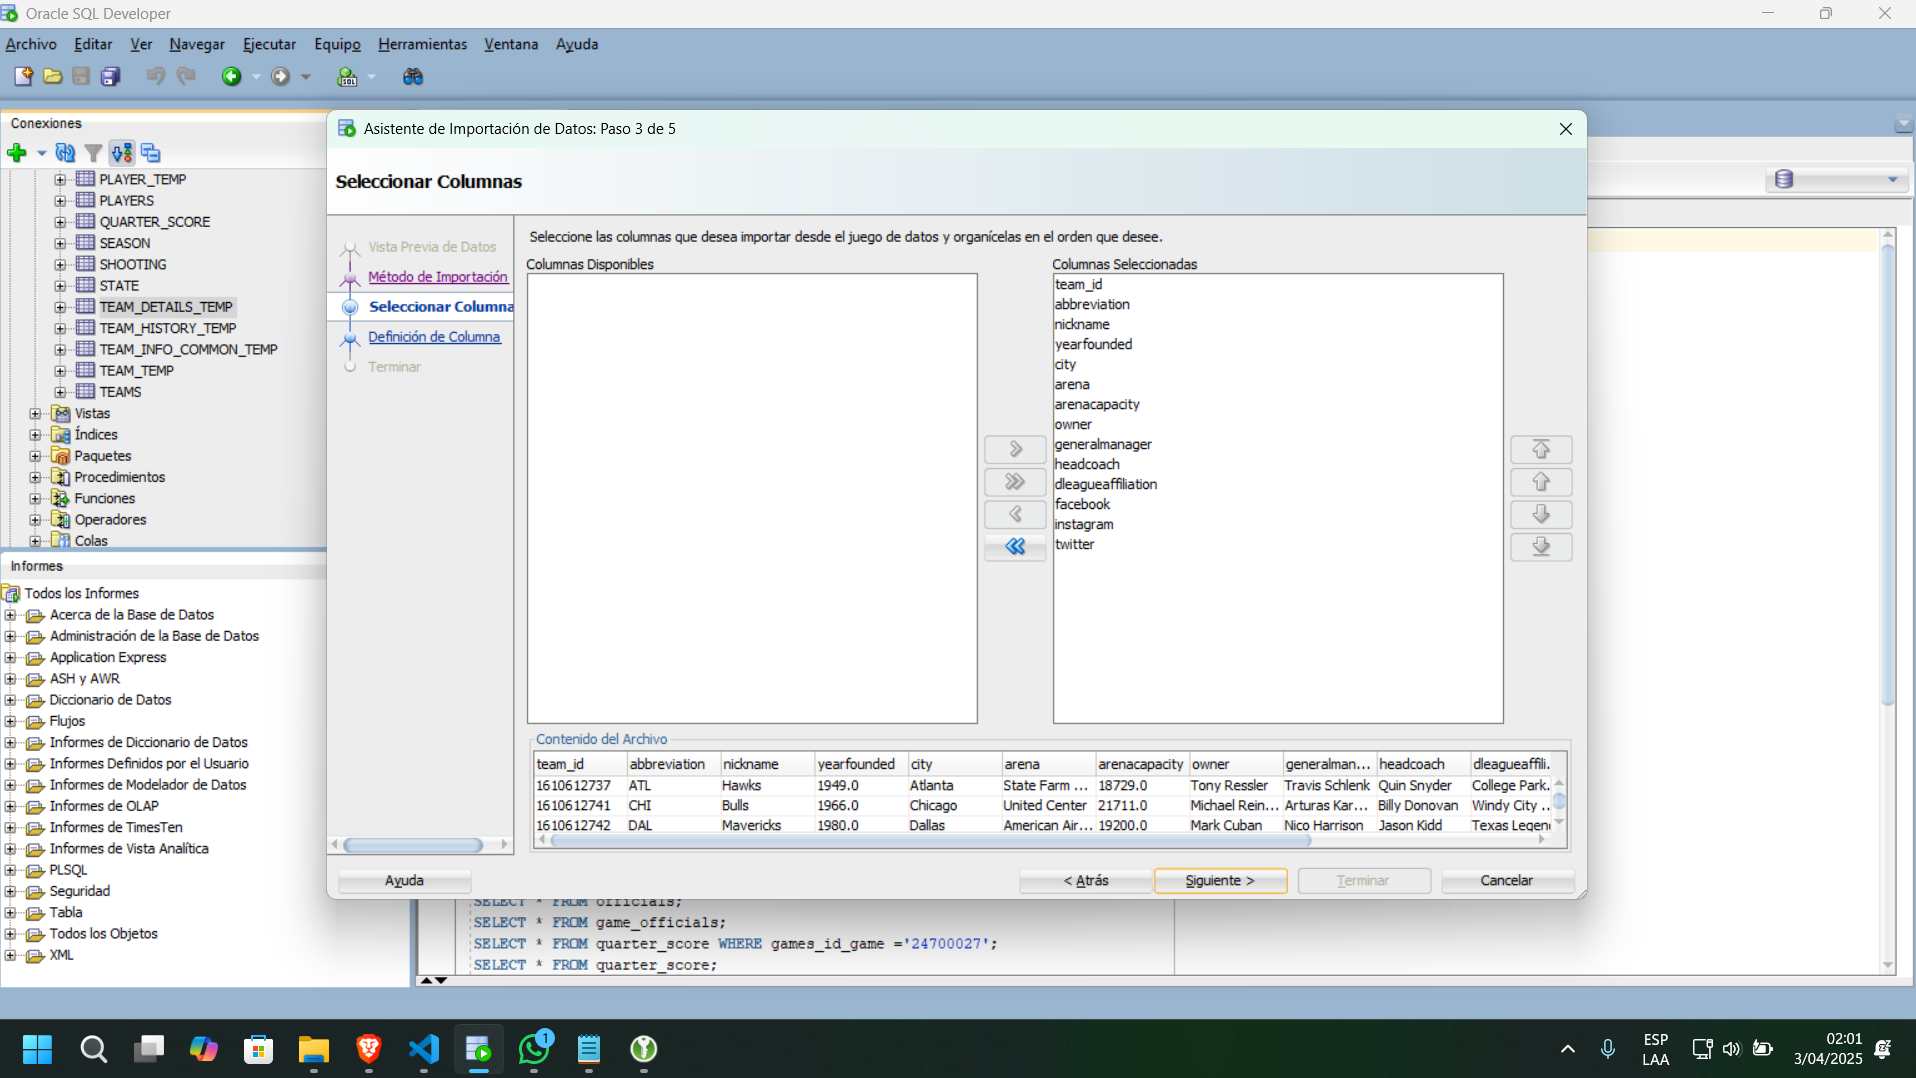 Oracle SQL Developer
Archivo Editar Ver Navegar Ejecutar Equipo Herramientas Ventana Ayuda
Conexiones
PLAYER_TEMP
PLAYERS
QUARTER_SCORE
SEASON
SHOOTING
STATE
TEAM_DETAILS_TEMP
TEAM_HISTORY_TEMP
TEAM_INFO_COMMON_TEMP
TEAM_TEMP
TEAMS
Vistas
Índices
Paquetes
Procedimientos
Funciones
Operadores
Colas
Informes
Todos los Informes
Acerca de la Base de Datos
Administración de la Base de Datos
Application Express
ASH y AWR
Diccionario de Datos
Flujos
Informes de Diccionario de Datos
Informes Definidos por el Usuario
Informes de Modelador de Datos
Informes de OLAP
Informes de TimesTen
Informes de Vista Analítica
PLSQL
Seguridad
Tabla
Todos los Objetos
XML
Asistente de Importación de Datos: Paso 3 de 5
Seleccionar Columnas
Vista Previa de Datos
Método de Importación
Seleccionar Columna
Definición de Columna
Terminar
Seleccione las columnas que desea importar desde el juego de datos y organícelas en el orden que desee.
Columnas Disponibles
Columnas Seleccionadas
team_id
abbreviation
nickname
yearfounded
city
arena
arenacapacity
owner
generalmanager
headcoach
dleagueaffiliation
facebook
instagram
twitter
Contenido del Archivo
team_id abbreviation nickname yearfounded city arena arenacapacity owner generalman... headcoach dleagueaffili.
1610612737 ATL Hawks 1949.0 Atlanta State Farm ... 18729.0 Tony Ressler Travis Schlenk Quin Snyder College Park.
1610612741 CHI Bulls 1966.0 Chicago United Center 21711.0 Michael Rein... Arturas Kar... Billy Donovan Windy City ..
1610612742 DAL Mavericks 1980.0 Dallas American Air... 19200.0 Mark Cuban Nico Harrison Jason Kidd Texas Legen
Ayuda
< Atrás
Siguiente >
Terminar
Cancelar
SELECT * FROM officials;
SELECT * FROM game_officials;
SELECT * FROM quarter_score WHERE games_id_game ='24700027';
SELECT * FROM quarter_score;
1
ESP
LAA
02:01
3/04/2025